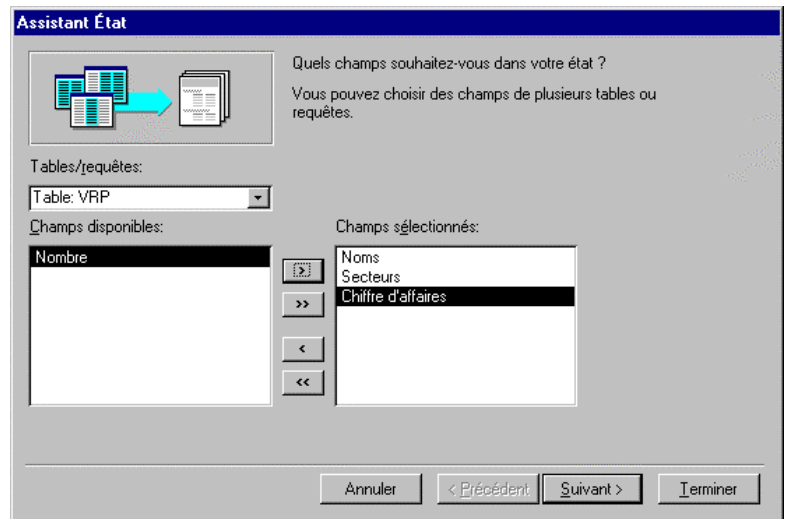 Assistant État
Quels champs souhaitez-vous dans votre état ?
Vous pouvez choisir des champs de plusieurs tables ou
requêtes.
Tables/requêtes:
Table: VRP
Champs disponibles:
Champs sélectionnés:
Nombre
Noms
Secteurs
Chiffre d'affaires
>
>>
<
<<
Annuler
< Précédent
Suivant >
Terminer